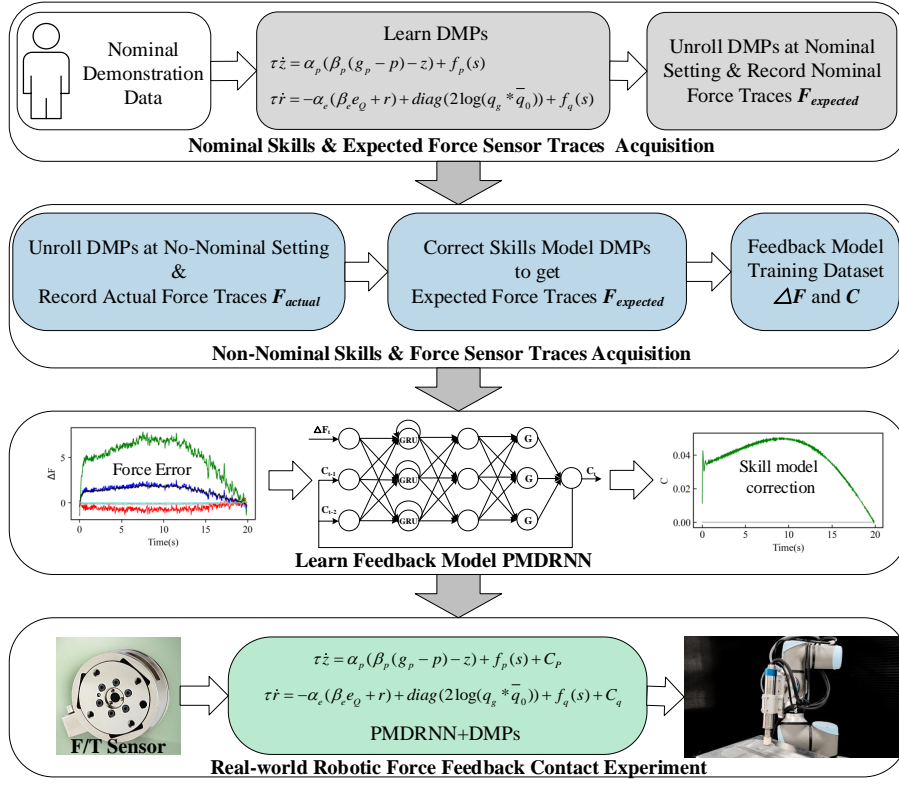 Nominal
Demonstration
Data
Learn DMPs
τż = α_p(β_p(g_p − p) − z) + f_p(s)
τṙ = −α_e(β_e e_Q + r) + diag(2log(q_g * q̄_0)) + f_q(s)
Unroll DMPs at Nominal
Setting & Record Nominal
Force Traces F_expected
Nominal Skills & Expected Force Sensor Traces Acquisition
Unroll DMPs at No-Nominal Setting
&
Record Actual Force Traces F_actual
Correct Skills Model DMPs
to get
Expected Force Traces F_expected
Feedback Model
Training Dataset
△F and C
Non-Nominal Skills & Force Sensor Traces Acquisition
ΔF
5
0
Force Error
0 5 10 15 20
Time(s)
△F_t
C_t-1
C_t-2
GRU
GRU
GRU
G
G
G
C_t
C
0.04
0.02
0.00
Skill model
correction
0 5 10 15 20
Time(s)
Learn Feedback Model PMDRNN
F/T Sensor
τż = α_p(β_p(g_p − p) − z) + f_p(s) + C_P
τṙ = −α_e(β_e e_Q + r) + diag(2log(q_g * q̄_0)) + f_q(s) + C_q
PMDRNN+DMPs
Real-world Robotic Force Feedback Contact Experiment